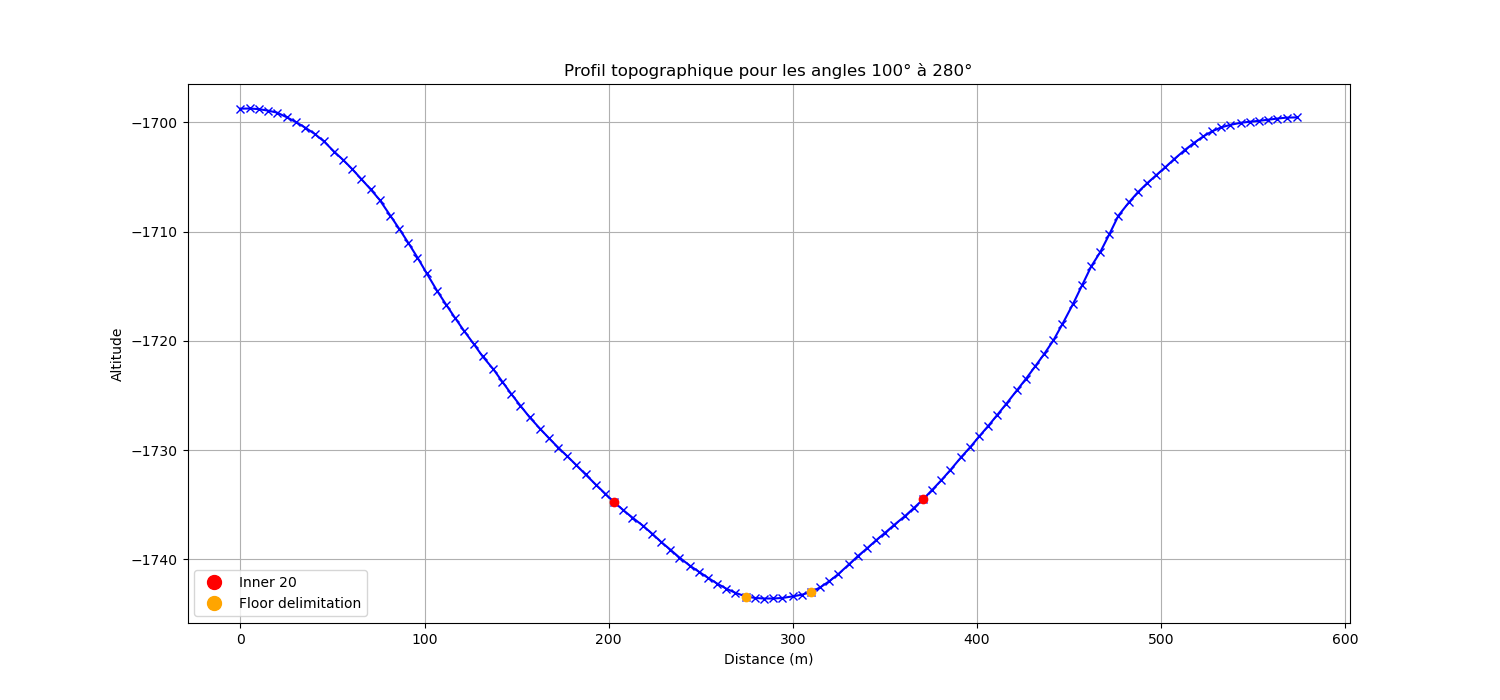 Profil topographique pour les angles 100° à 280°
Altitude
−1700
−1710
−1720
−1730
−1740
Inner 20
Floor delimitation
0 100 200 300 400 500 600
Distance (m)